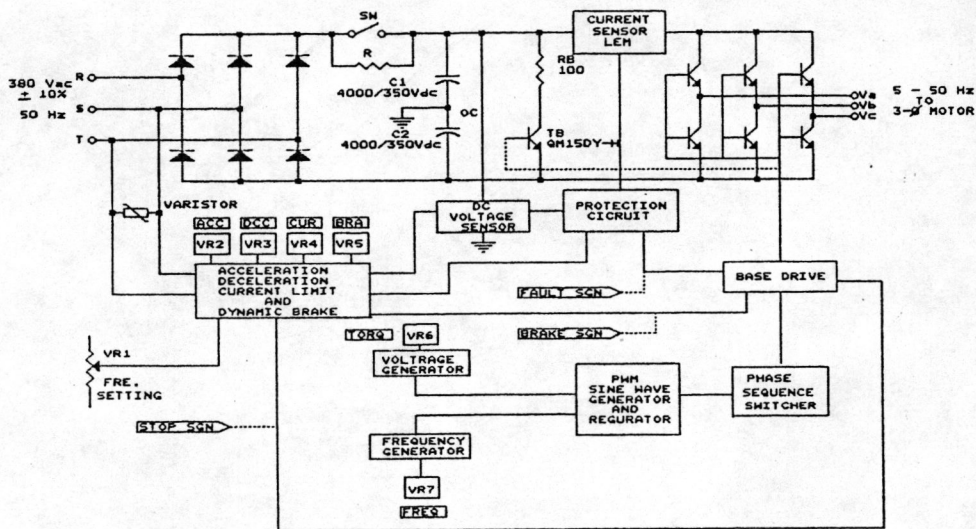 SW
CURRENT
SENSOR
LEM
R
RB
100
380 Vac
± 10%
50 Hz
R
S
T
C1
4000/350Vdc
0C
C2
4000/350Vdc
TB
QM15DY-H
Va
Vb
Vc
5 - 50 Hz
TO
3-Ø MOTOR
VARISTOR
ACC
DCC
CUR
BRA
VR2
VR3
VR4
VR5
DC
VOLTAGE
SENSOR
PROTECTION
CICRUIT
ACCELERATION
DECELERATION
CURRENT LIMIT
AND
DYNAMIC BRAKE
BASE DRIVE
FAULY SGN
BRAKE SGN
VR1
FRE.
SETTING
TORQ
VR6
VOLTRAGE
GENERATOR
PWM
SINE WAVE
GENERATOR
AND
REGURATOR
PHASE
SEQUENCE
SWITCHER
STOP SGN
FREQUENCY
GENERATOR
VR7
FREQ